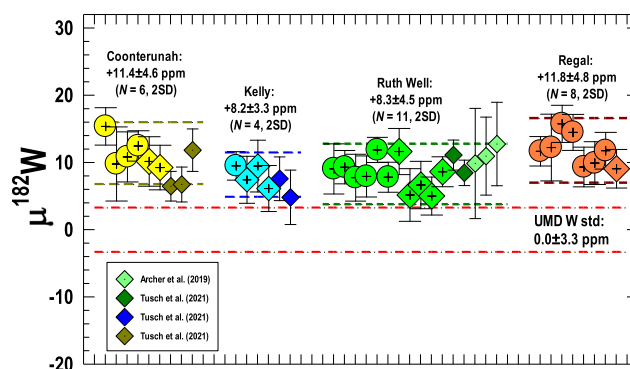 30
20
10
0
-10
-20
μ182W
Coonterunah:
+11.4±4.6 ppm
(N = 6, 2SD)
Kelly:
+8.2±3.3 ppm
(N = 4, 2SD)
Ruth Well:
+8.3±4.5 ppm
(N = 11, 2SD)
Regal:
+11.8±4.8 ppm
(N = 8, 2SD)
UMD W std:
0.0±3.3 ppm
Archer et al. (2019)
Tusch et al. (2021)
Tusch et al. (2021)
Tusch et al. (2021)